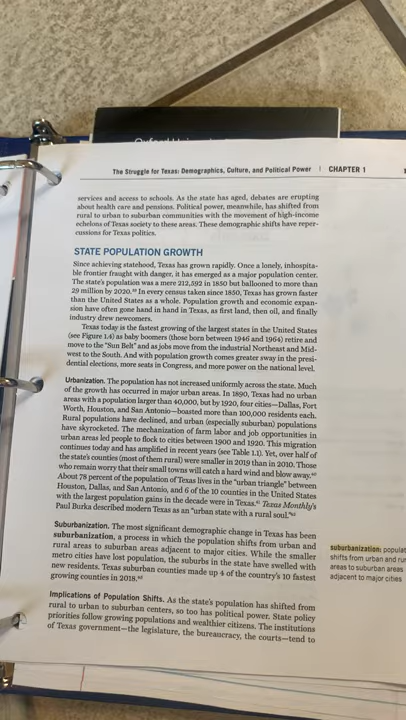 The Struggle for Texas: Demographics, Culture, and Political Power | CHAPTER 1
services and access to schools. As the state has aged, debates are erupting
about health care and pensions. Political power, meanwhile, has shifted from
rural to urban to suburban communities with the movement of high-income
echelons of Texas society to these areas. These demographic shifts have reper-
cussions for Texas politics.
STATE POPULATION GROWTH
Since achieving statehood, Texas has grown rapidly. Once a lonely, inhospita-
ble frontier fraught with danger, it has emerged as a major population center.
The state's population was a mere 212,592 in 1850 but ballooned to more than
29 million by 2020. In every census taken since 1850, Texas has grown faster
than the United States as a whole. Population growth and economic expan-
sion have often gone hand in hand in Texas, as first land, then oil, and finally
industry drew newcomers.
Texas today is the fastest growing of the largest states in the United States
(see Figure 1.4) as baby boomers (those born between 1946 and 1964) retire and
move to the "Sun Belt" and as jobs move from the industrial Northeast and Mid-
west to the South. And with population growth comes greater sway in the presi-
dential elections, more seats in Congress, and more power on the national level.
Urbanization. The population has not increased uniformly across the state. Much
of the growth has occurred in major urban areas. In 1890, Texas had no urban
areas with a population larger than 40,000, but by 1920, four cities—Dallas, Fort
Worth, Houston, and San Antonio—boasted more than 100,000 residents each.
Rural populations have declined, and urban (especially suburban) populations
have skyrocketed. The mechanization of farm labor and job opportunities in
urban areas led people to flock to cities between 1900 and 1920. This migration
continues today and has amplified in recent years (see Table 1.1). Yet, over half of
the state's counties (most of them rural) were smaller in 2019 than in 2010. Those
who remain worry that their small towns will catch a hard wind and blow away.
About 78 percent of the population of Texas lives in the "urban triangle" between
Houston, Dallas, and San Antonio, and 6 of the 10 counties in the United States
with the largest population gains in the decade were in Texas. Texas Monthly's
Paul Burka described modern Texas as an "urban state with a rural soul."
Suburbanization. The most significant demographic change in Texas has been
suburbanization, a process in which the population shifts from urban and
rural areas to suburban areas adjacent to major cities. While the smaller
metro cities have lost population, the suburbs in the state have swelled with
new residents. Texas suburban counties made up 4 of the country's 10 fastest
growing counties in 2018.
suburbanization: populat
shifts from urban and rur
areas to suburban areas
adjacent to major cities
Implications of Population Shifts. As the state's population has shifted from
rural to urban to suburban centers, so too has political power. State policy
priorities follow growing populations and wealthier citizens. The institutions
of Texas government—the legislature, the bureaucracy, the courts—tend to